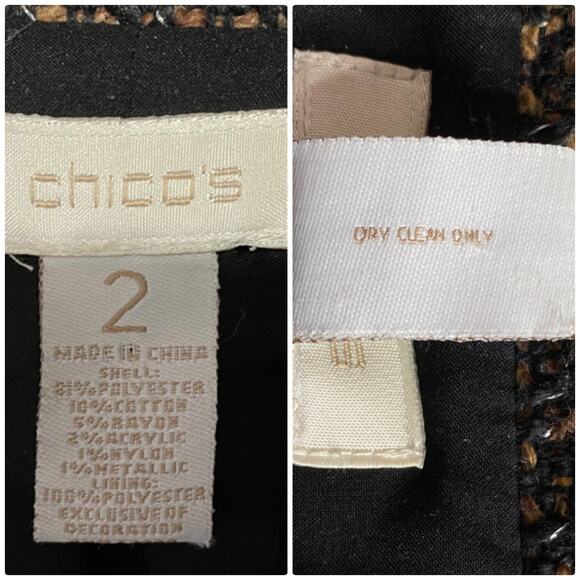 chico's
2
MADE IN CHINA
SHELL:
81%POLYESTER
10%COTTON
5%RAYON
2%ACRYLIC
1%NYLON
1%METALLIC
LINING:
100%POLYESTER
EXCLUSIVE OF
DECORATION
DRY CLEAN ONLY